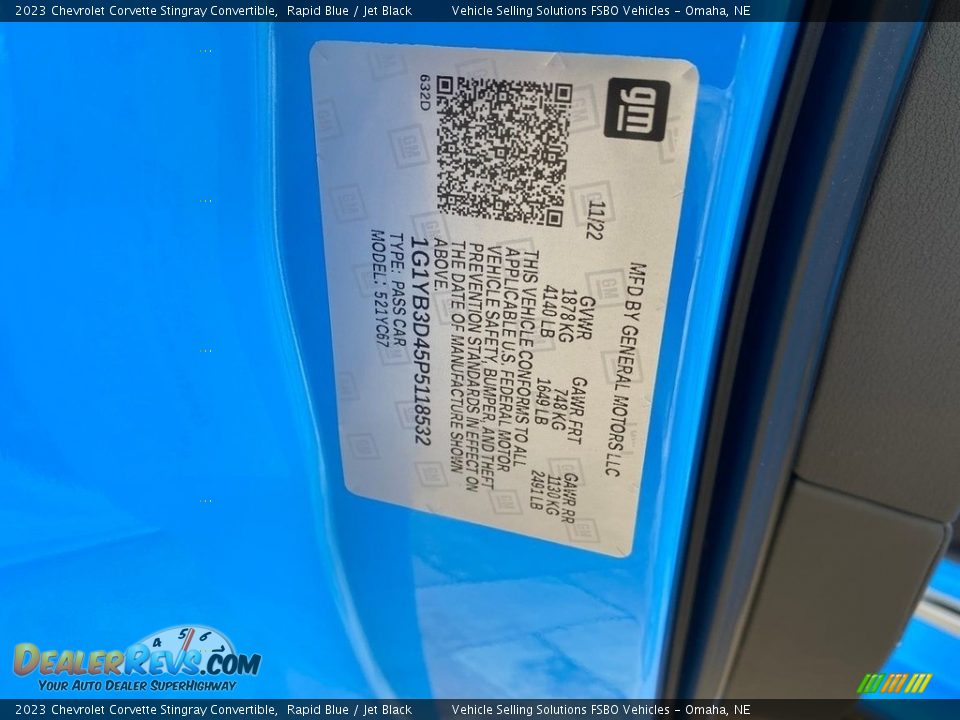 2023 Chevrolet Corvette Stingray Convertible, Rapid Blue / Jet Black Vehicle Selling Solutions FSBO Vehicles - Omaha, NE
gm
632D
MFD BY GENERAL MOTORS LLC
11/22
GVWR GAWR FRT GAWR RR
1878 KG 748 KG 1130 KG
4140 LB 1649 LB 2491 LB
THIS VEHICLE CONFORMS TO ALL
APPLICABLE U.S. FEDERAL MOTOR
VEHICLE SAFETY, BUMPER, AND THEFT
PREVENTION STANDARDS IN EFFECT ON
THE DATE OF MANUFACTURE SHOWN
ABOVE.
1G1YB3D45P5118532
TYPE: PASS CAR
MODEL: 521YC67
4 5 6
DEALERREVS.COM
YOUR AUTO DEALER SUPERHIGHWAY
2023 Chevrolet Corvette Stingray Convertible, Rapid Blue / Jet Black Vehicle Selling Solutions FSBO Vehicles - Omaha, NE